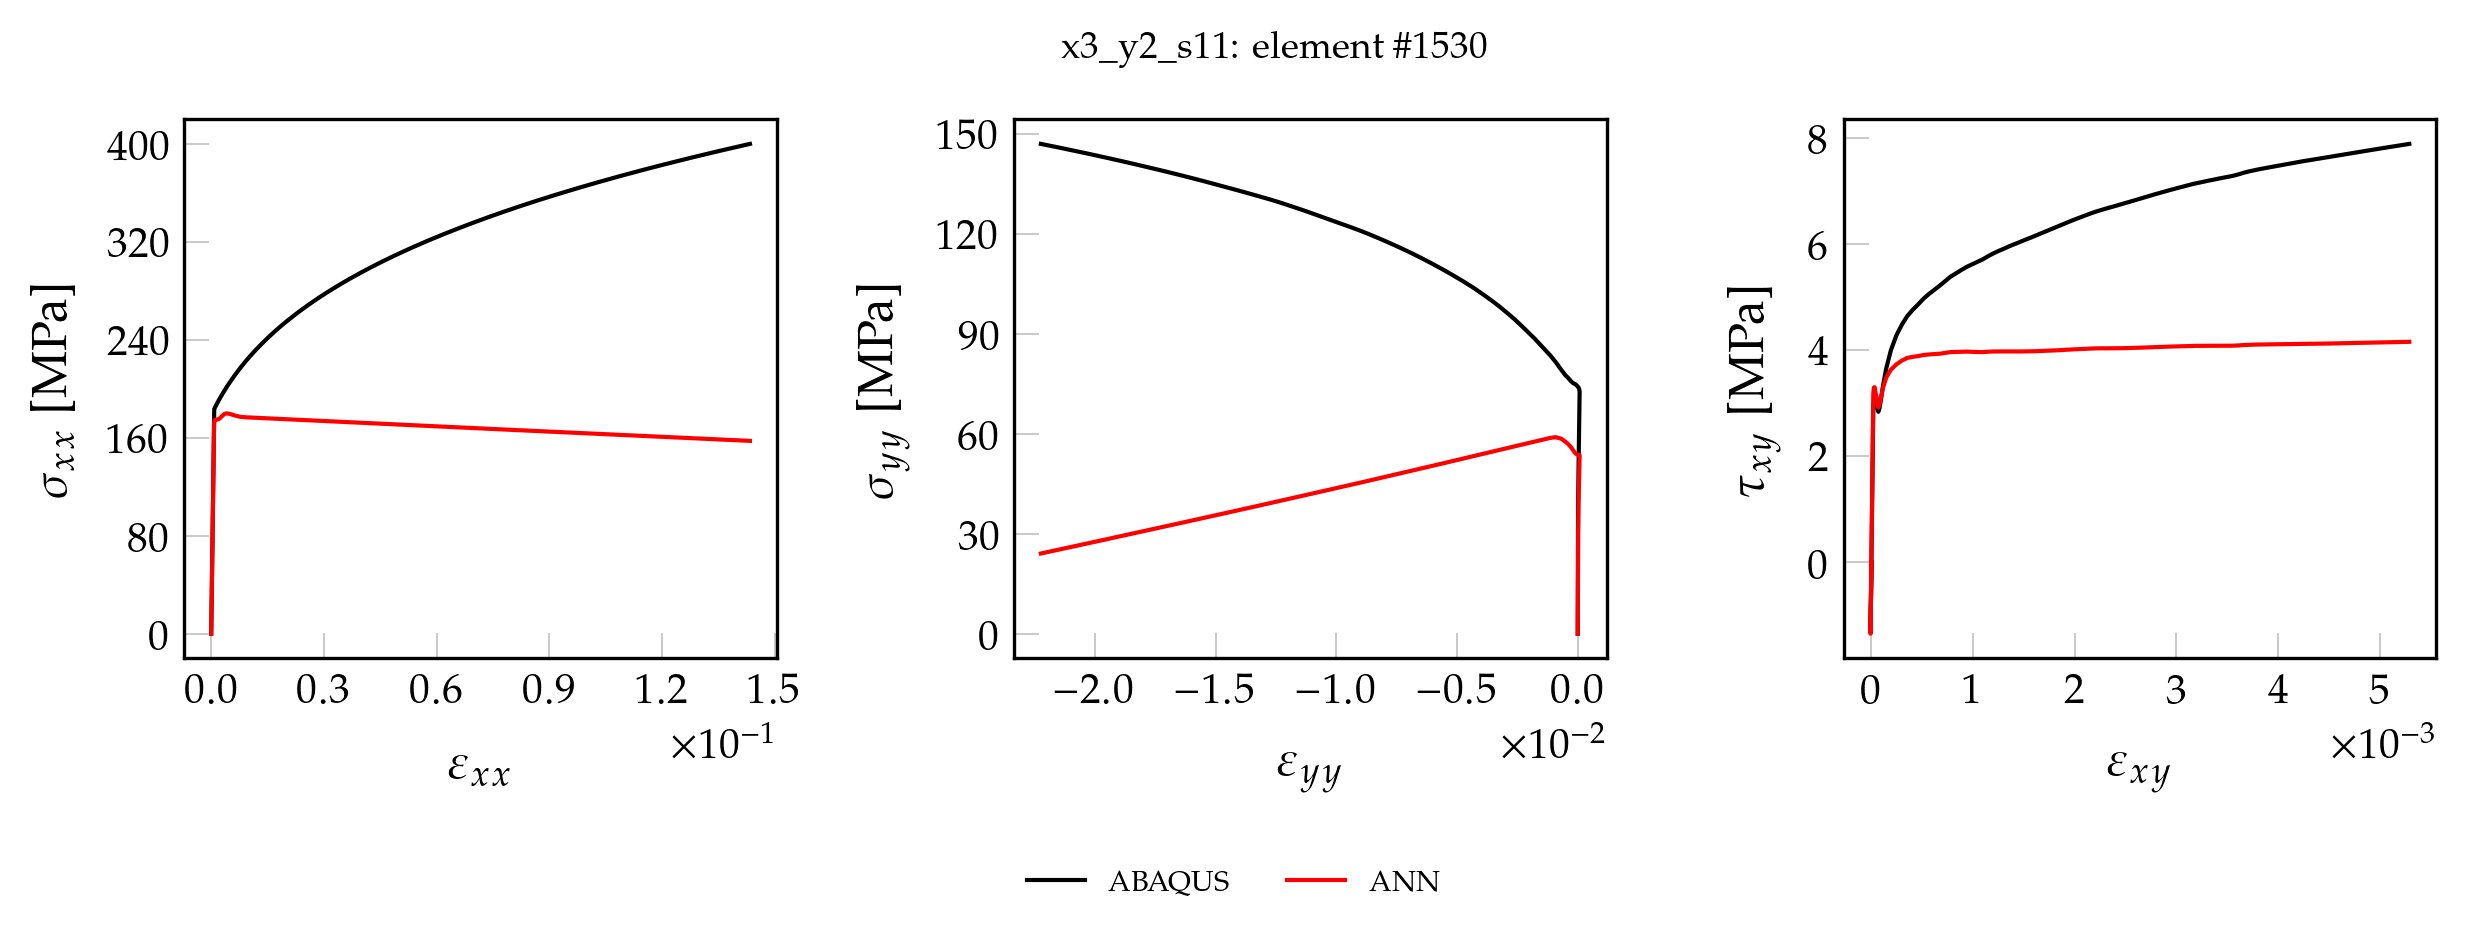 x3_y2_s11: element #1530
400
320
240
160
80
0
σxx [MPa]
0.0 0.3 0.6 0.9 1.2 1.5
×10−1
εxx
150
120
90
60
30
0
σyy [MPa]
−2.0 −1.5 −1.0 −0.5 0.0
×10−2
εyy
8
6
4
2
0
τxy [MPa]
0 1 2 3 4 5
×10−3
εxy
ABAQUS ANN